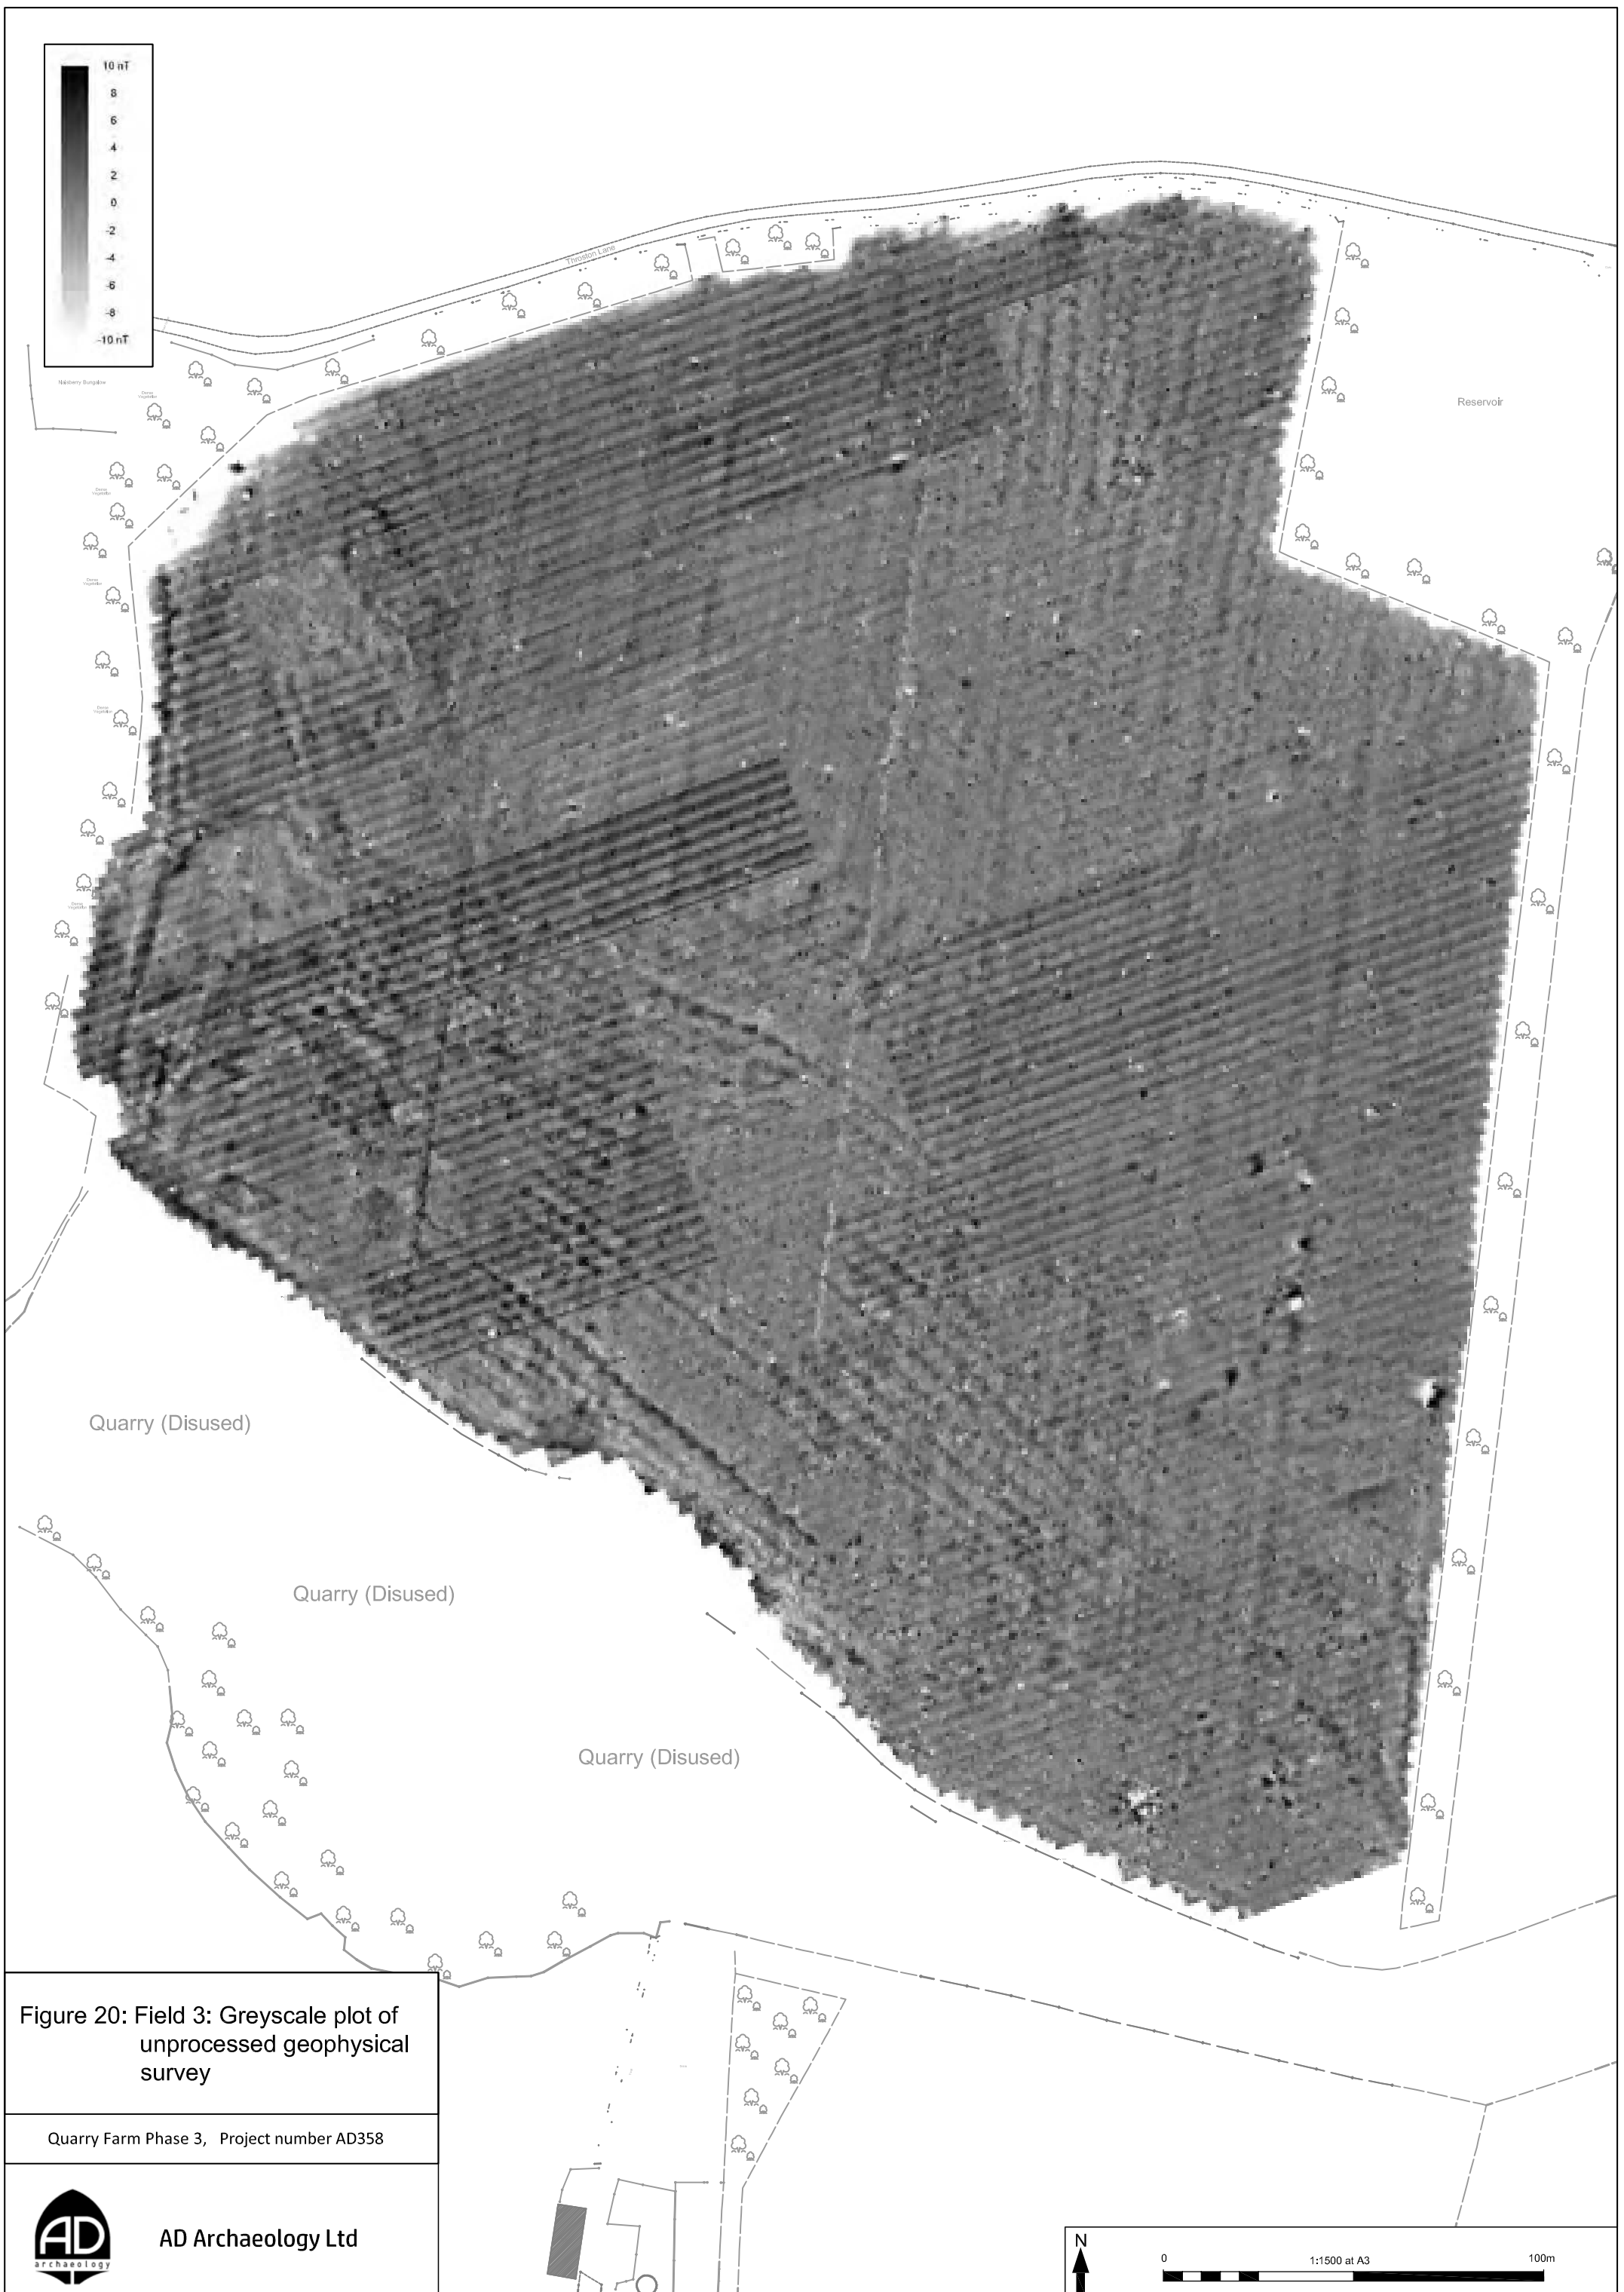 10 nT
8
6
4
2
0
-2
-4
-6
-8
-10 nT
Throston Lane
Reservoir
Quarry (Disused)
Quarry (Disused)
Quarry (Disused)
Figure 20: Field 3: Greyscale plot of
unprocessed geophysical
survey
Quarry Farm Phase 3, Project number AD358
AD
archaeology
AD Archaeology Ltd
N
0
1:1500 at A3
100m